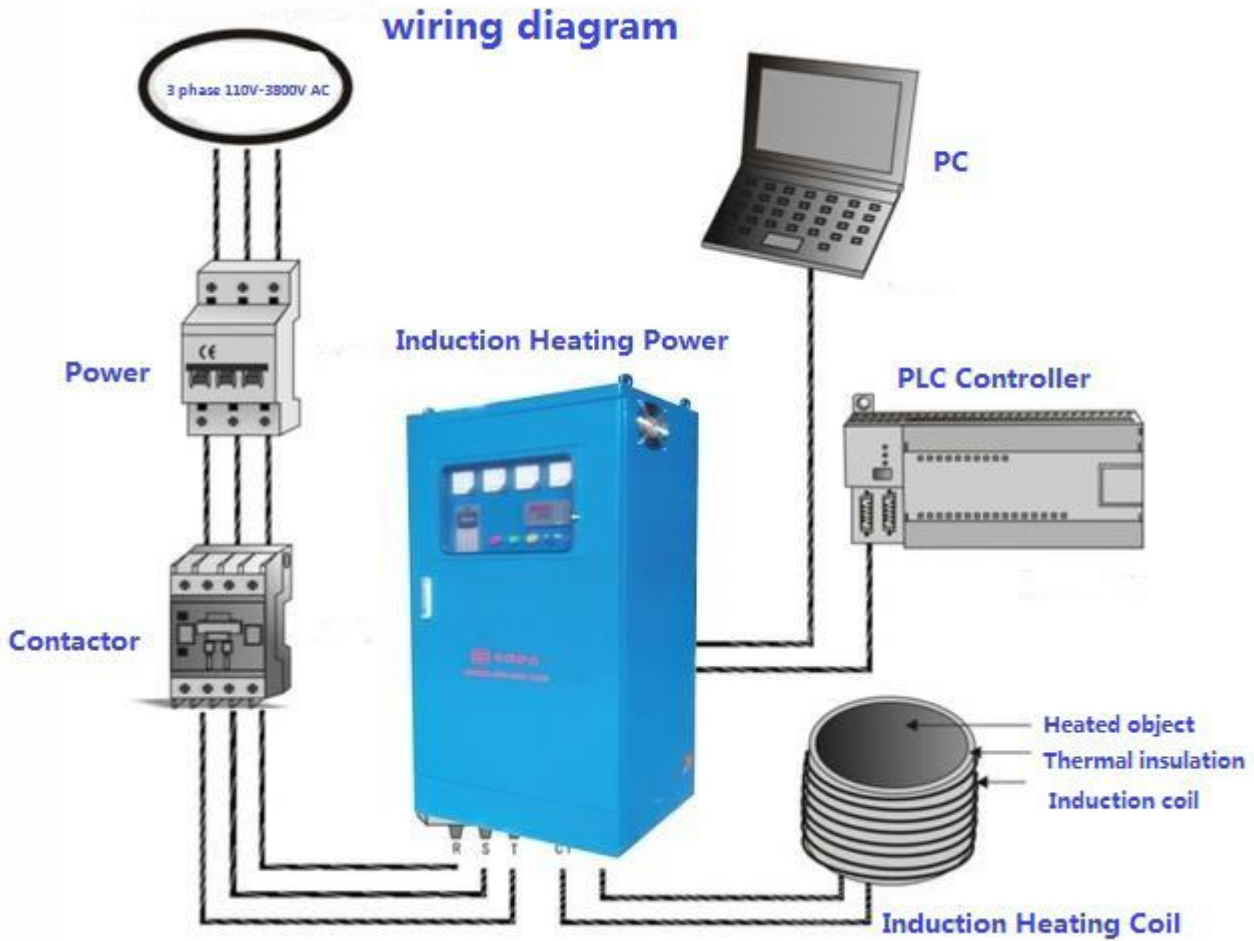 wiring diagram
3 phase 110V-3800V AC
PC
Induction Heating Power
Power
CE
PLC Controller
Contactor
Heated object
Thermal insulation
Induction coil
R S T C1
Induction Heating Coil